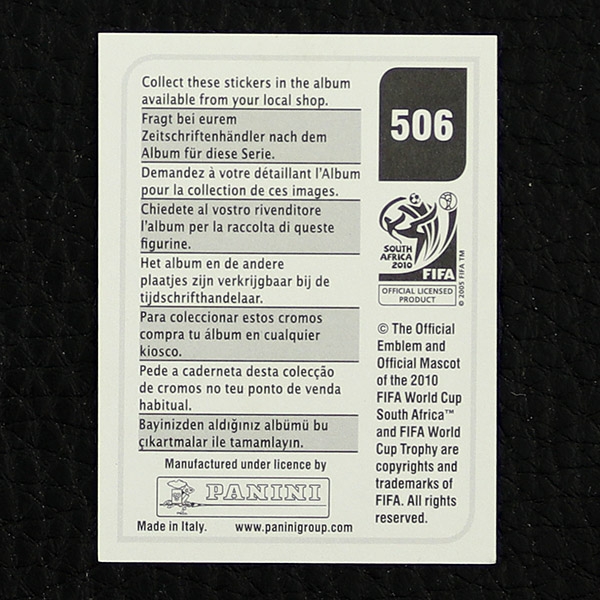 Collect these stickers in the album
available from your local shop.
Fragt bei eurem
Zeitschriftenhändler nach dem
Album für diese Serie.
Demandez à votre détaillant l'Album
pour la collection de ces images.
Chiedete al vostro rivenditore
l'album per la raccolta di queste
figurine.
Het album en de andere
plaatjes zijn verkrijgbaar bij de
tijdschrifthandelaar.
Para coleccionar estos cromos
compra tu álbum en cualquier
kiosco.
Pede a caderneta desta colecção
de cromos no teu ponto de venda
habitual.
Bayinizden aldığınız albümü bu
çıkartmalar ile tamamlayın.
Manufactured under licence by
PANINI
Made in Italy. www.paninigroup.com
506
SOUTH
AFRICA
2010
FIFA
OFFICIAL LICENSED
PRODUCT
© 2005 FIFA TM
© The Official
Emblem and
Official Mascot
of the 2010
FIFA World Cup
South Africa™
and FIFA World
Cup Trophy are
copyrights and
trademarks of
FIFA. All rights
reserved.